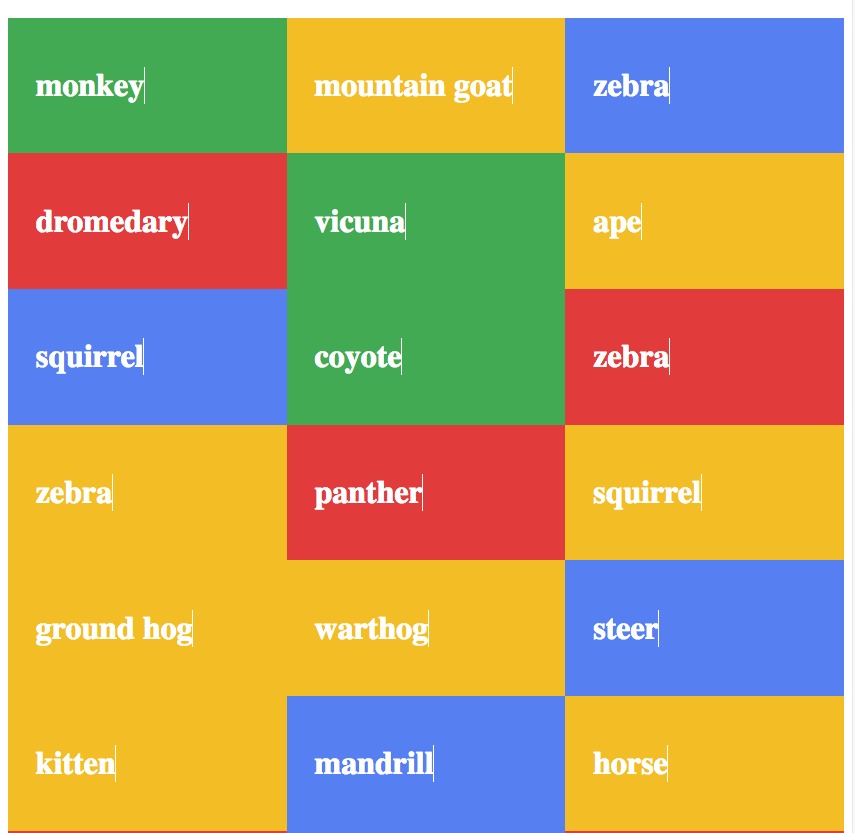 monkey
mountain goat
zebra
dromedary
vicuna
ape
squirrel
coyote
zebra
zebra
panther
squirrel
ground hog
warthog
steer
kitten
mandrill
horse